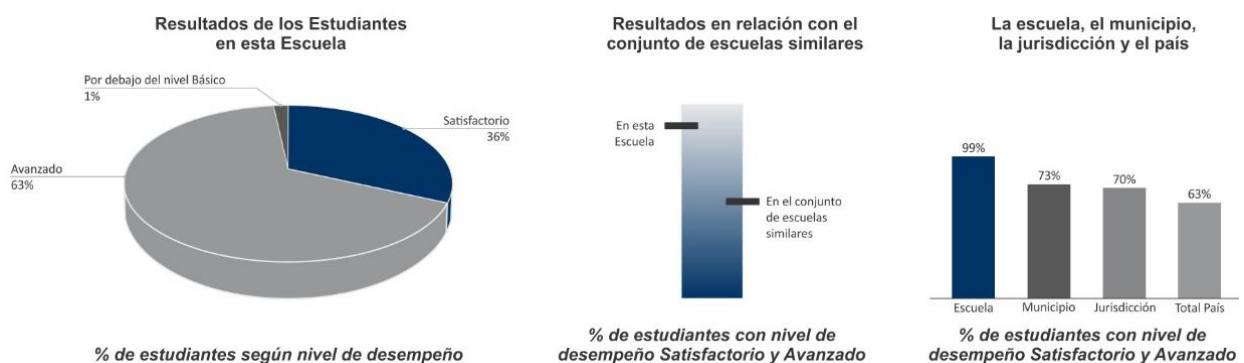 Resultados de los Estudiantes
en esta Escuela
Por debajo del nivel Básico
1%
Satisfactorio
36%
Avanzado
63%
% de estudiantes según nivel de desempeño
Resultados en relación con el
conjunto de escuelas similares
En esta
Escuela
En el conjunto
de escuelas
similares
% de estudiantes con nivel de
desempeño Satisfactorio y Avanzado
La escuela, el municipio,
la jurisdicción y el país
99%
73%
70%
63%
Escuela
Municipio
Jurisdicción
Total País
% de estudiantes con nivel de
desempeño Satisfactorio y Avanzado